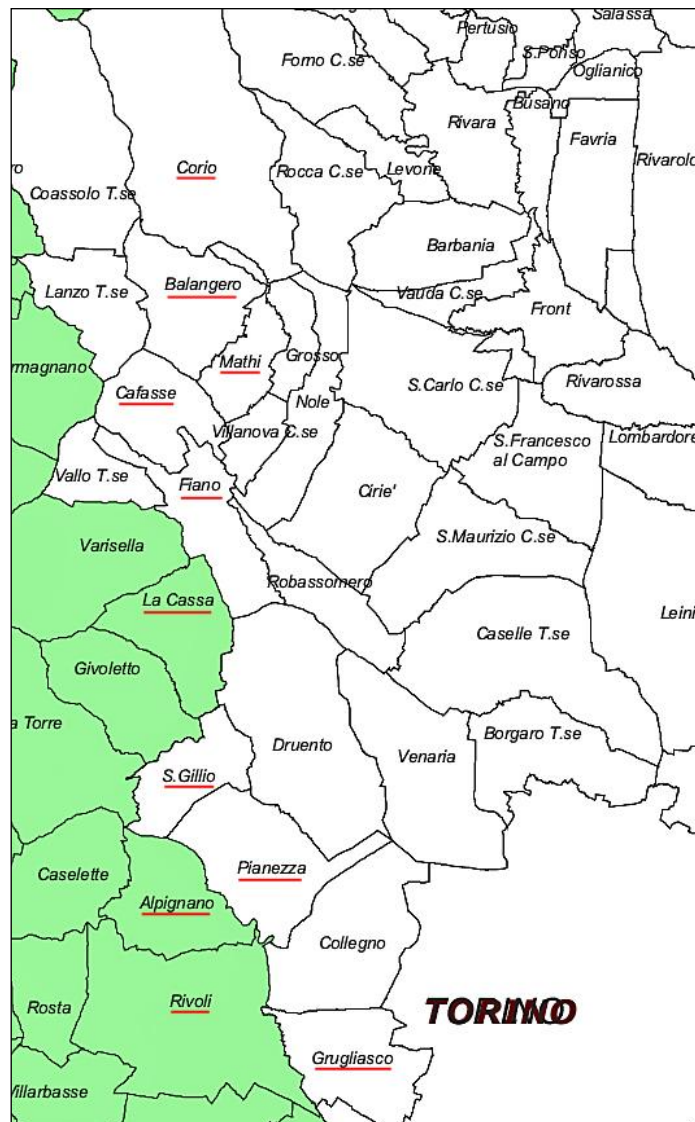 Salassa
Pertusio
S.Ponso
Forno C.se
Oglianico
Busano
Rivara
Favria
Rivarolo
Corio
Rocca C.se
Levone
ro
Coassolo T.se
Barbania
Balangero
Lanzo T.se
Vauda C.se
Front
Grosso
Mathi
rmagnano
Rivarossa
S.Carlo C.se
Cafasse
Nole
Villanova C.se
S.Francesco
al Campo
Lombardore
Vallo T.se
Fiano
Cirie'
S.Maurizio C.se
Varisella
Robassomero
La Cassa
Leini
Caselle T.se
Givoletto
a Torre
Druento
Venaria
Borgaro T.se
S.Gillio
Pianezza
Caselette
Alpignano
Collegno
Rosta
Rivoli
TORINO
Grugliasco
Villarbasse